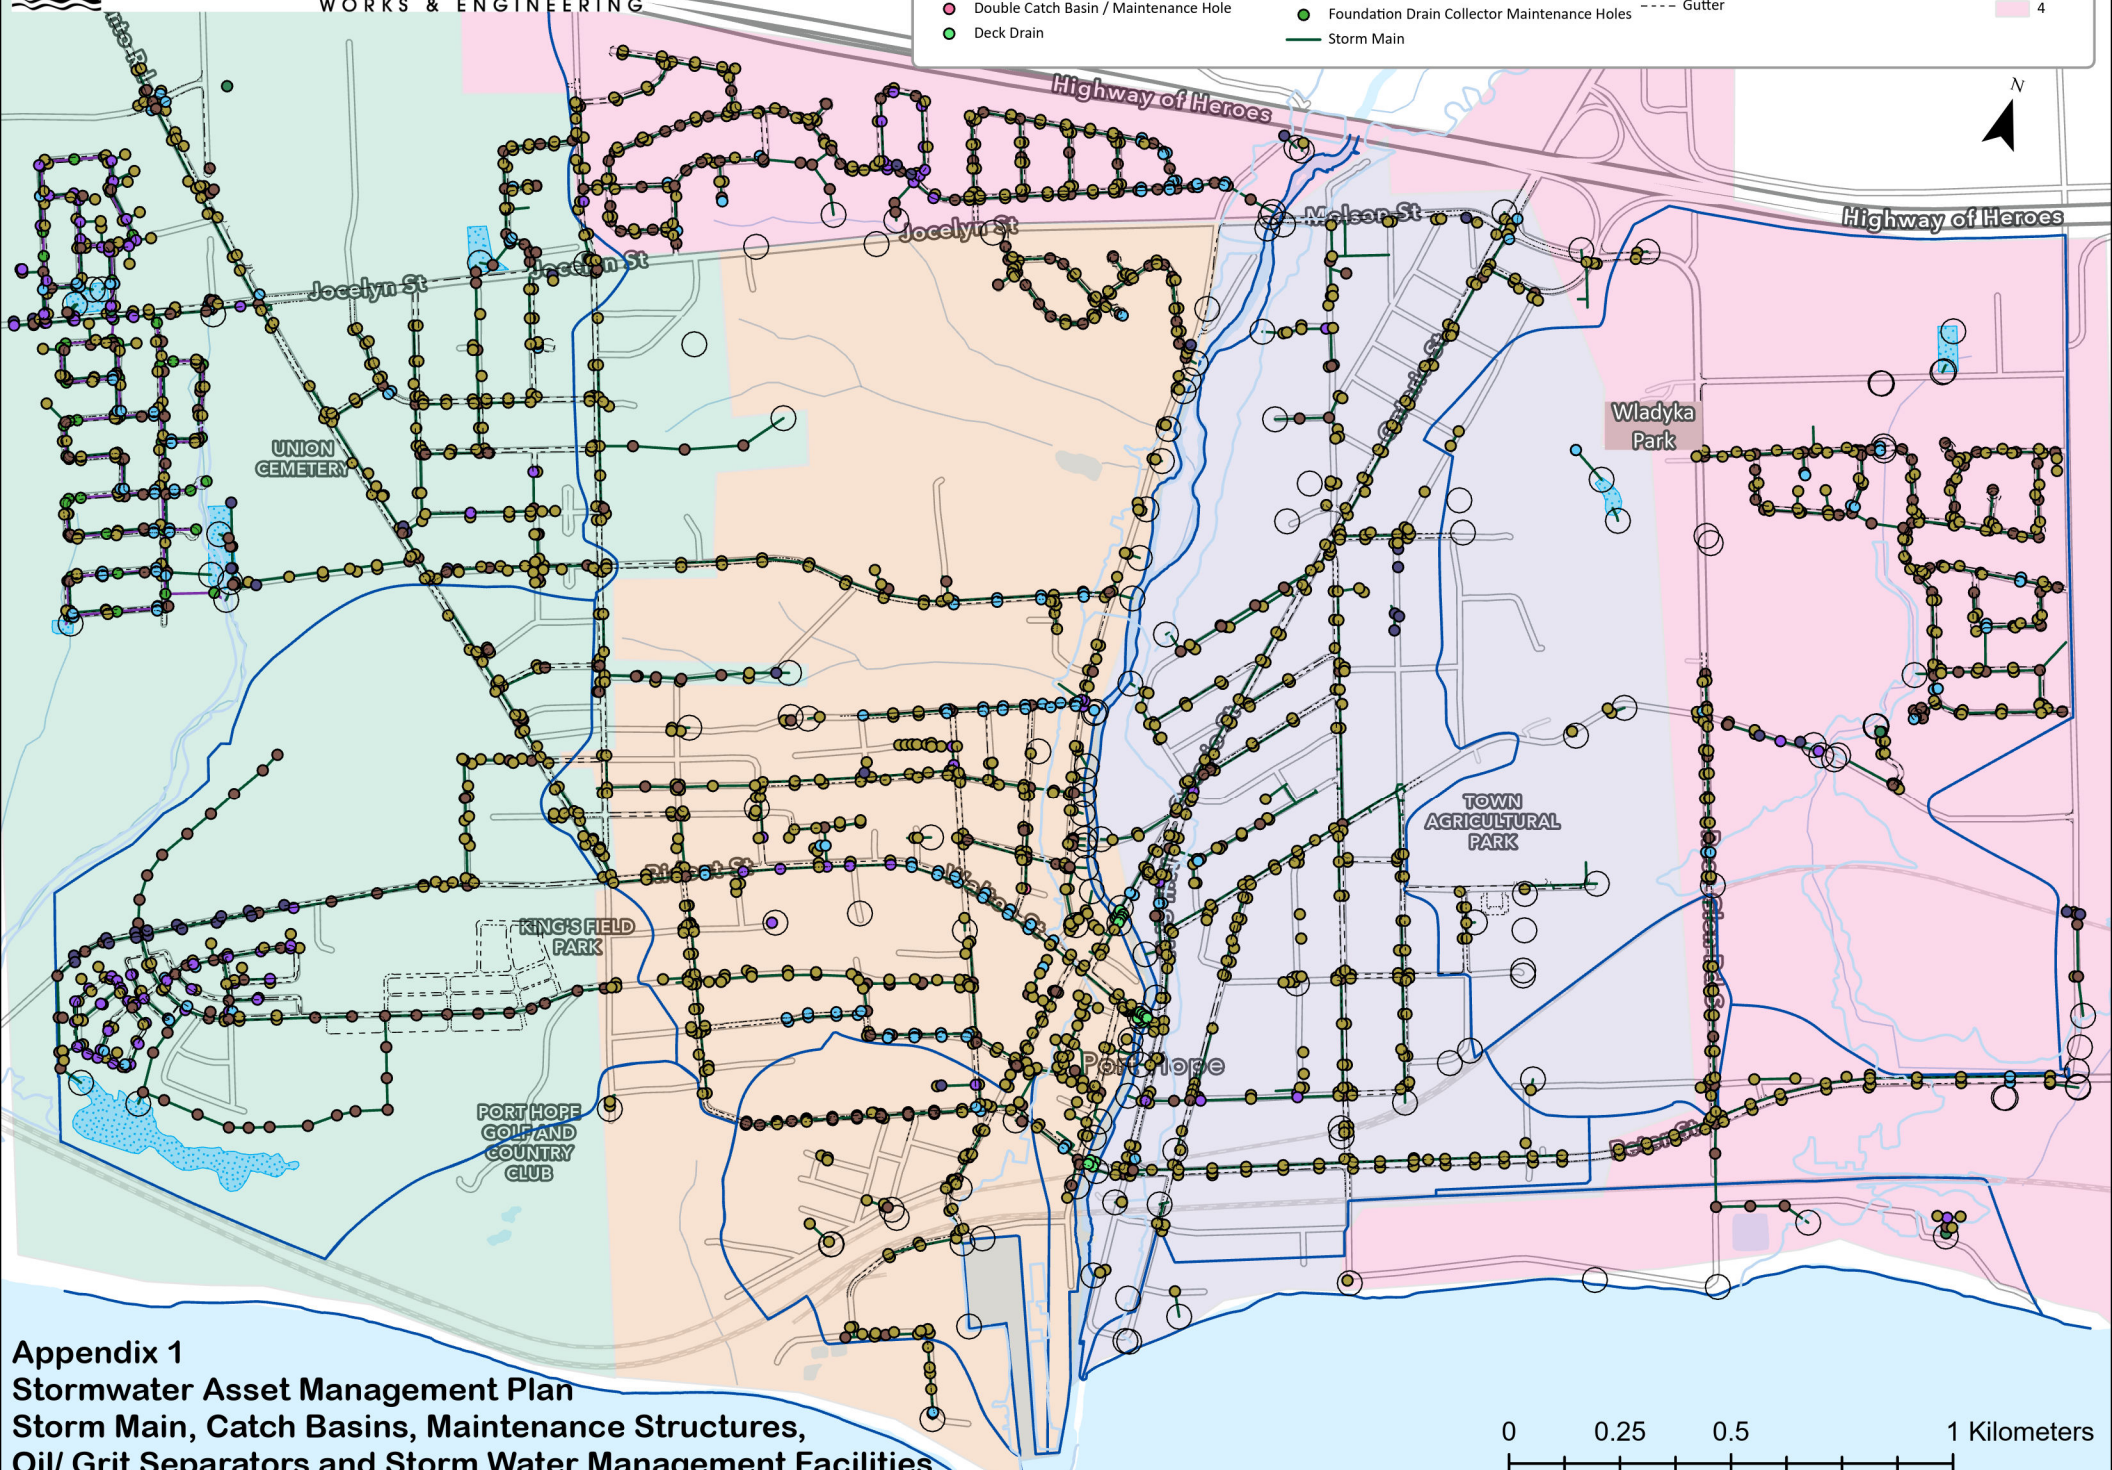 WORKS & ENGINEERING
Double Catch Basin / Maintenance Hole
Deck Drain
Foundation Drain Collector Maintenance Holes
Storm Main
Gutter
4
N
Highway of Heroes
Highway of Heroes
Molson St
Jocelyn St
Jocelyn St
Jocelyn St
UNION
CEMETERY
Wladyka
Park
TOWN
AGRICULTURAL
PARK
Walton St
KING'S FIELD
PARK
Port Hope
PORT HOPE
GOLF AND
COUNTRY
CLUB
Peter St
Appendix 1
Stormwater Asset Management Plan
Storm Main, Catch Basins, Maintenance Structures,
Oil/ Grit Separators and Storm Water Management Facilities
0 0.25 0.5 1 Kilometers